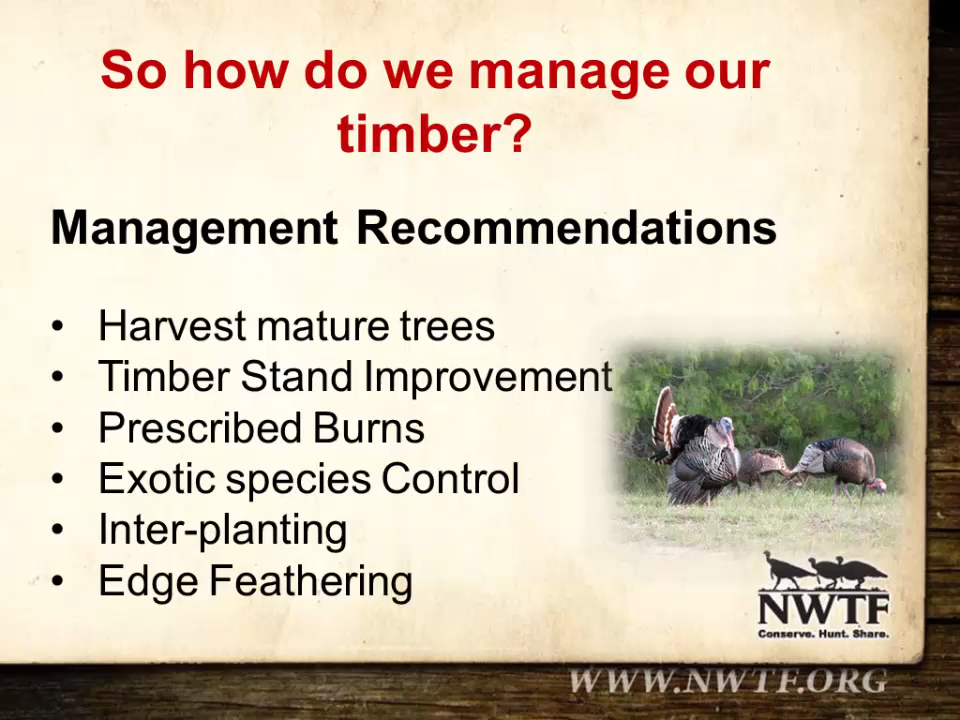 So how do we manage our
timber?
Management Recommendations
• Harvest mature trees
• Timber Stand Improvement
• Prescribed Burns
• Exotic species Control
• Inter-planting
• Edge Feathering
NWTF
Conserve. Hunt. Share.
WWW.NWTF.ORG